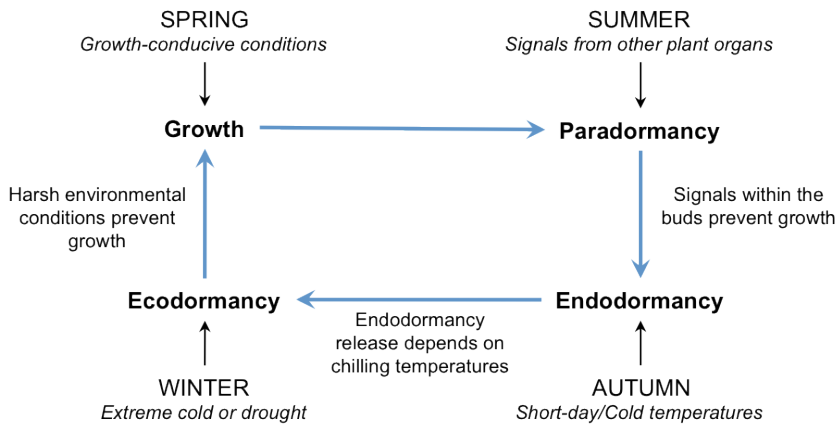 SPRING
Growth-conducive conditions
SUMMER
Signals from other plant organs
Growth
Paradormancy
Harsh environmental
conditions prevent
growth
Signals within the
buds prevent growth
Ecodormancy
Endodormancy
Endodormancy
release depends on
chilling temperatures
WINTER
Extreme cold or drought
AUTUMN
Short-day/Cold temperatures